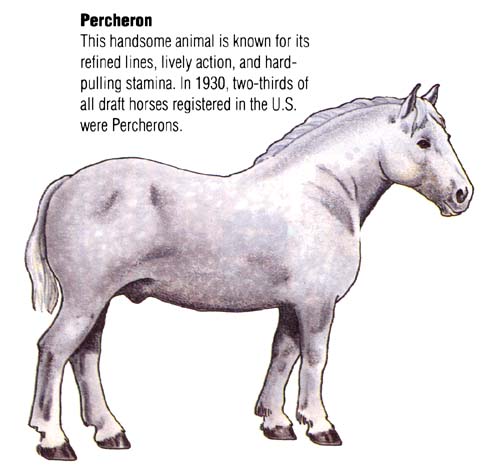 Percheron
This handsome animal is known for its
refined lines, lively action, and hard-
pulling stamina. In 1930, two-thirds of
all draft horses registered in the U.S.
were Percherons.